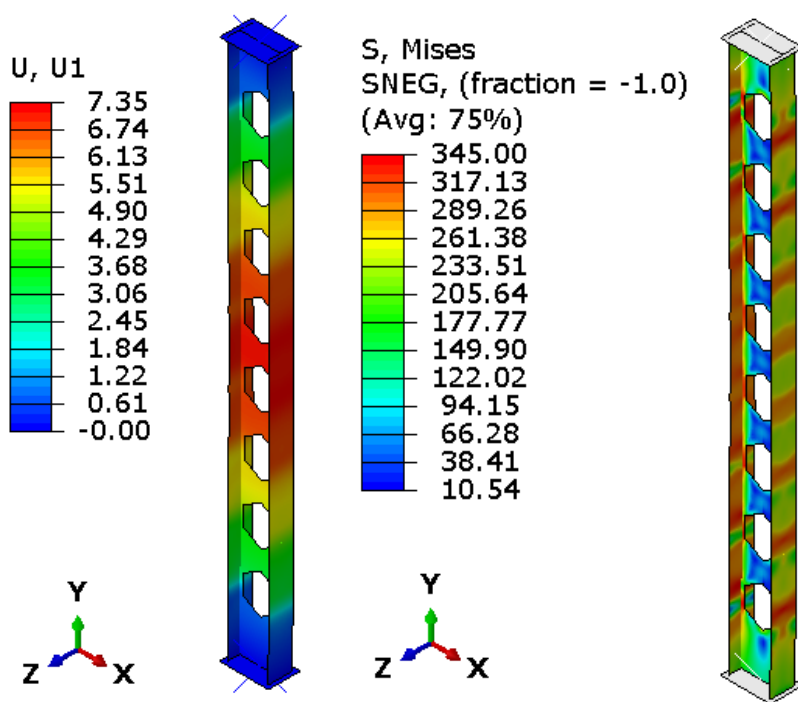 U, U1
7.35
6.74
6.13
5.51
4.90
4.29
3.68
3.06
2.45
1.84
1.22
0.61
-0.00
Y
Z
X
S, Mises
SNEG, (fraction = -1.0)
(Avg: 75%)
345.00
317.13
289.26
261.38
233.51
205.64
177.77
149.90
122.02
94.15
66.28
38.41
10.54
Y
Z
X